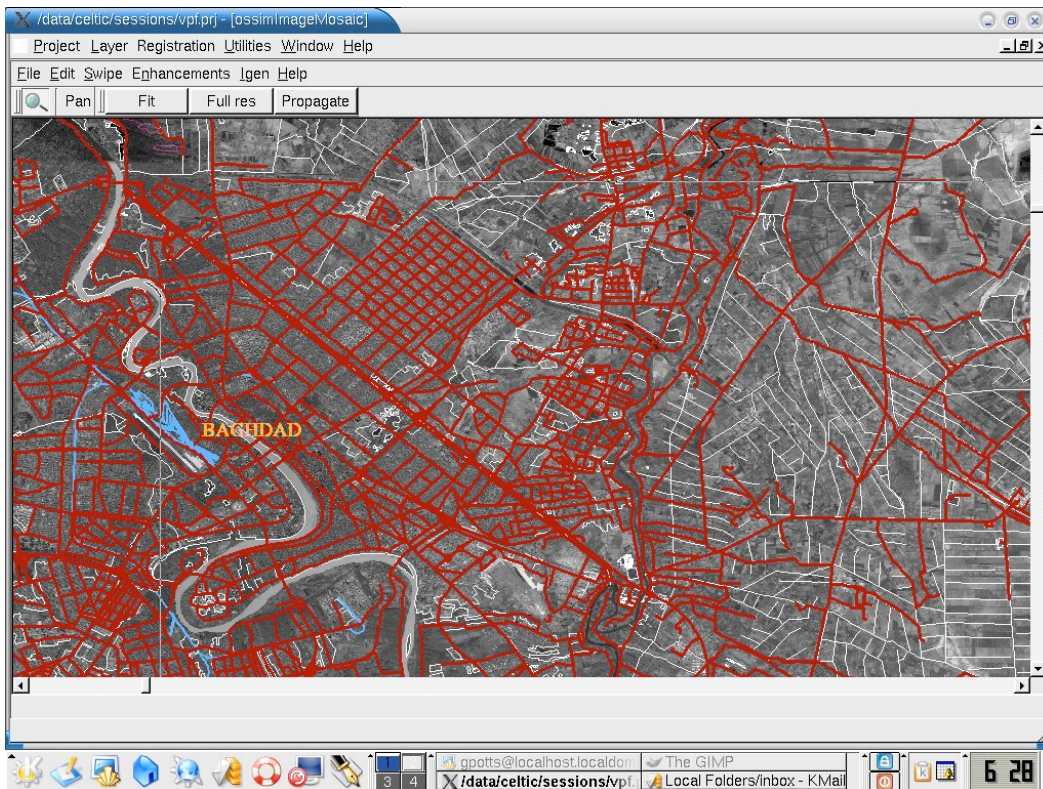 /data/celtic/sessions/vpf.prj - [ossimImageMosaic]
Project Layer Registration Utilities Window Help
File Edit Swipe Enhancements Igen Help
Pan Fit Full res Propagate
BAGHDAD
1
3 4
gpotts@localhost.localdom
The GIMP
/data/celtic/sessions/vpf.
Local Folders/inbox - KMail
6 28